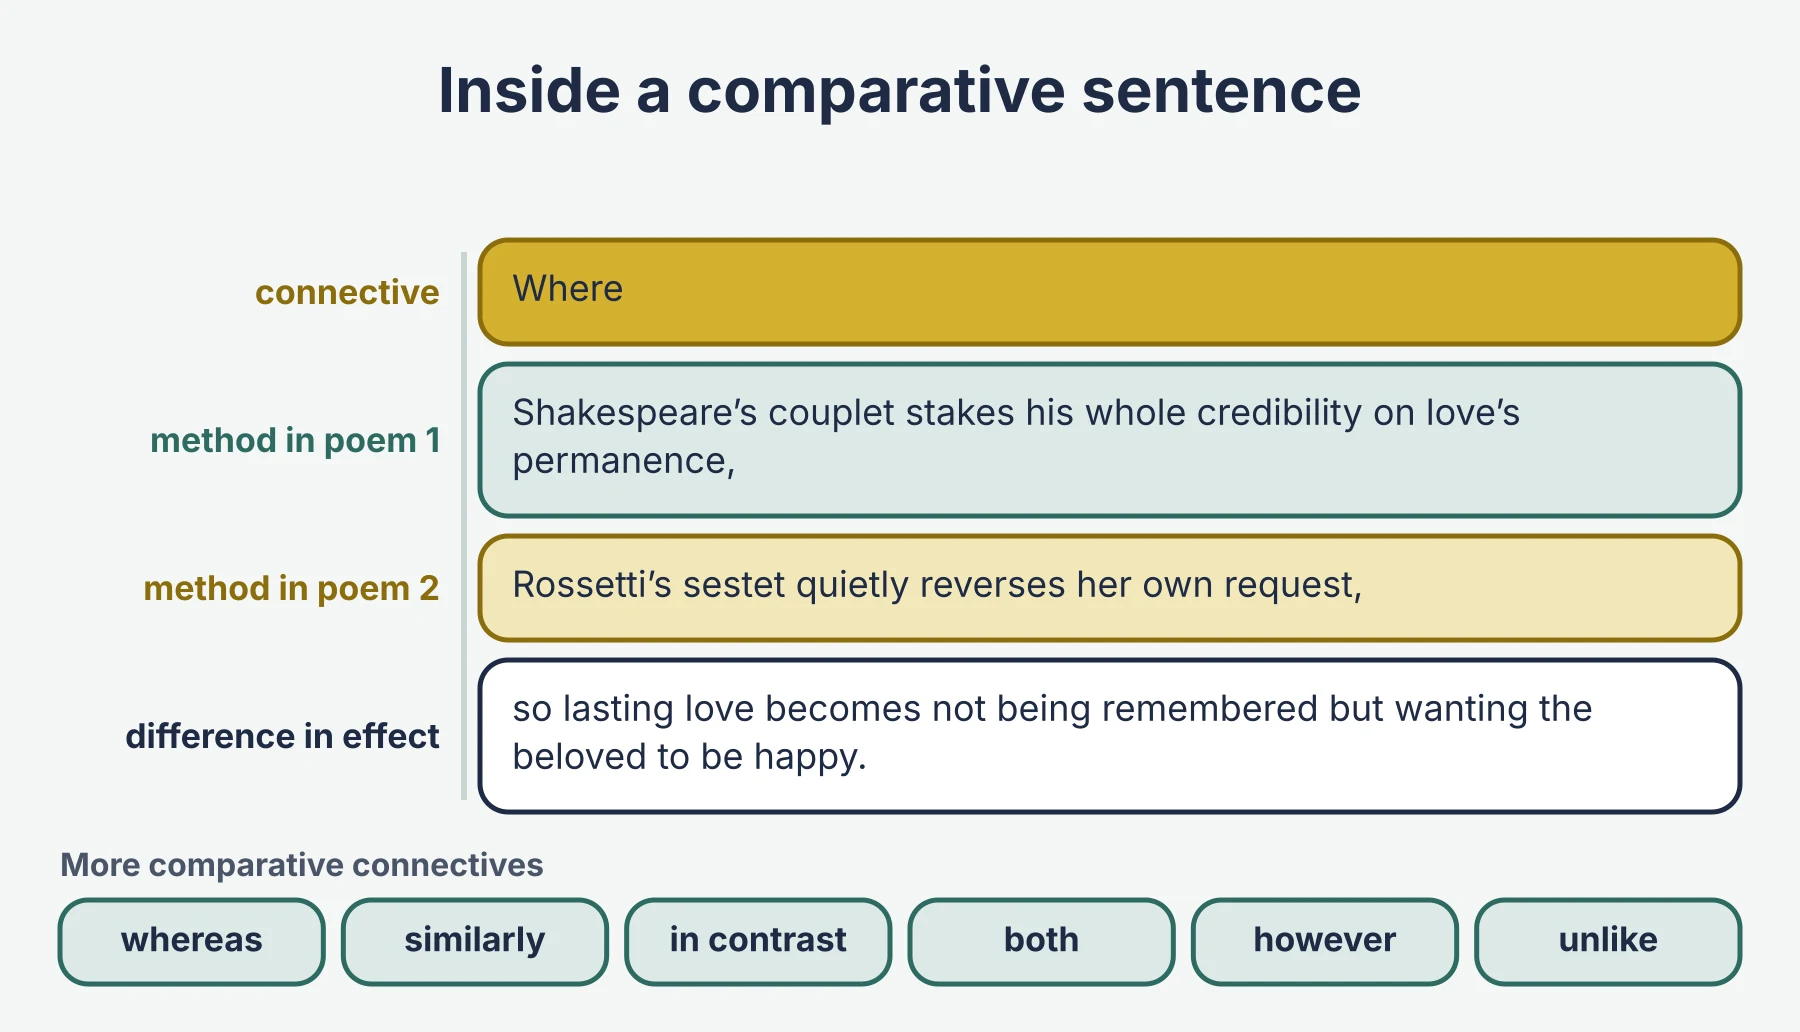 Inside a comparative sentence
connective
Where
method in poem 1
Shakespeare’s couplet stakes his whole credibility on love’s
permanence,
method in poem 2
Rossetti’s sestet quietly reverses her own request,
difference in effect
so lasting love becomes not being remembered but wanting the
beloved to be happy.
More comparative connectives
whereas
similarly
in contrast
both
however
unlike